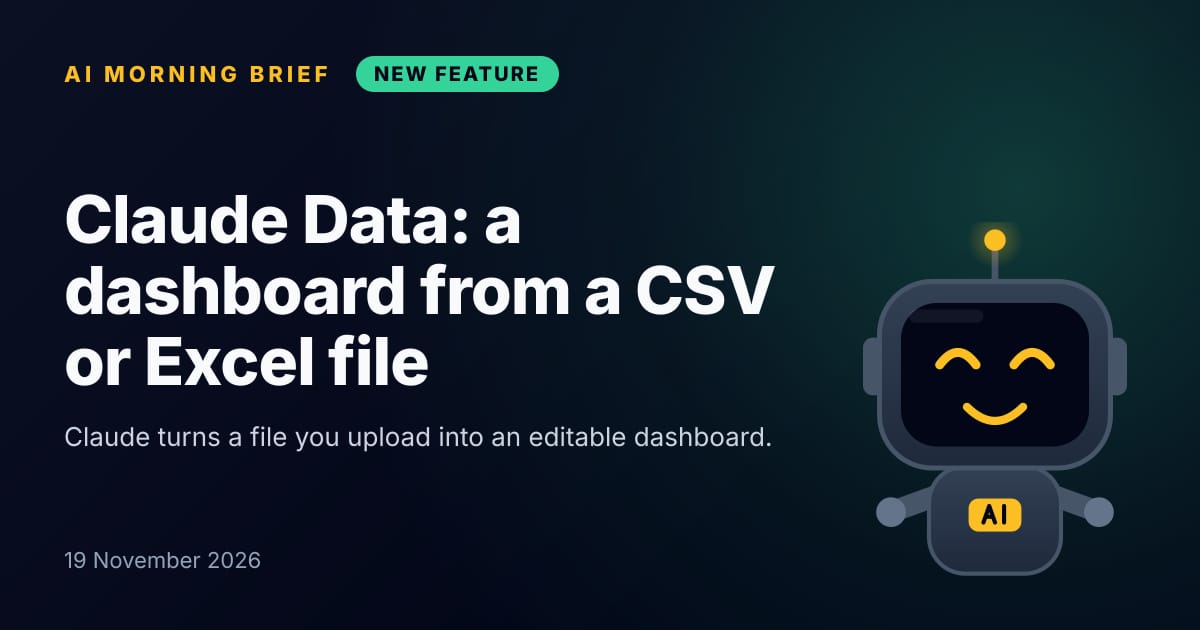 AI MORNING BRIEF
NEW FEATURE
Claude Data: a
dashboard from a CSV
or Excel file
Claude turns a file you upload into an editable dashboard.
19 November 2026
AI